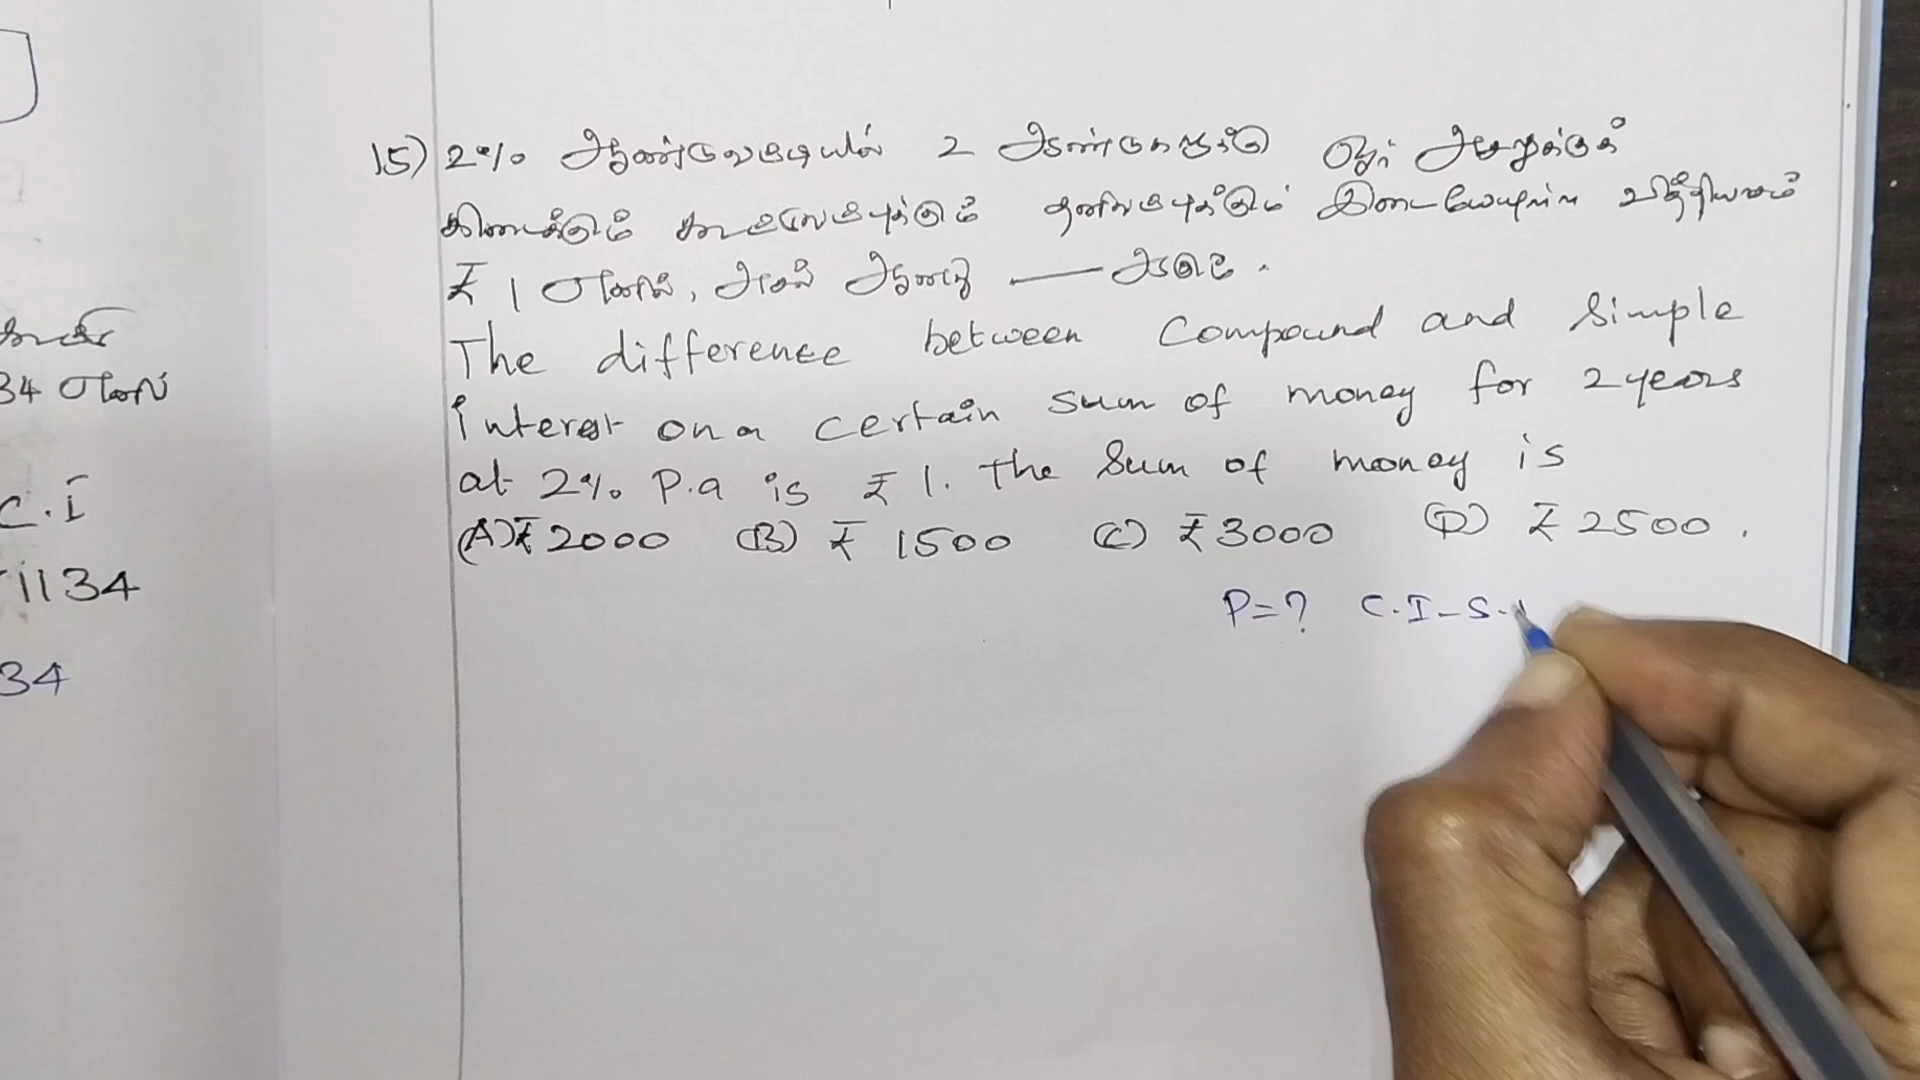 காசு
34 எனில்
C.I
1134
34
15) 2% ஆண்டுவட்டியில் 2 ஆண்டுகளுக்கு ஓர் அசலுக்குக்
கிடைக்கும் கூட்டுவட்டிக்கும் தனிவட்டிக்கும் இடையேயுள்ள வித்தியாசம்
₹ 1 எனில், அசல் ஆனது —— ஆகும்.
The difference between Compound and Simple
interest on a certain sum of money for 2 years
at 2% P.a is ₹ 1. The Sum of money is
(A) ₹ 2000 (B) ₹ 1500 (C) ₹ 3000 (D) ₹ 2500.
P=? C.I-S.I